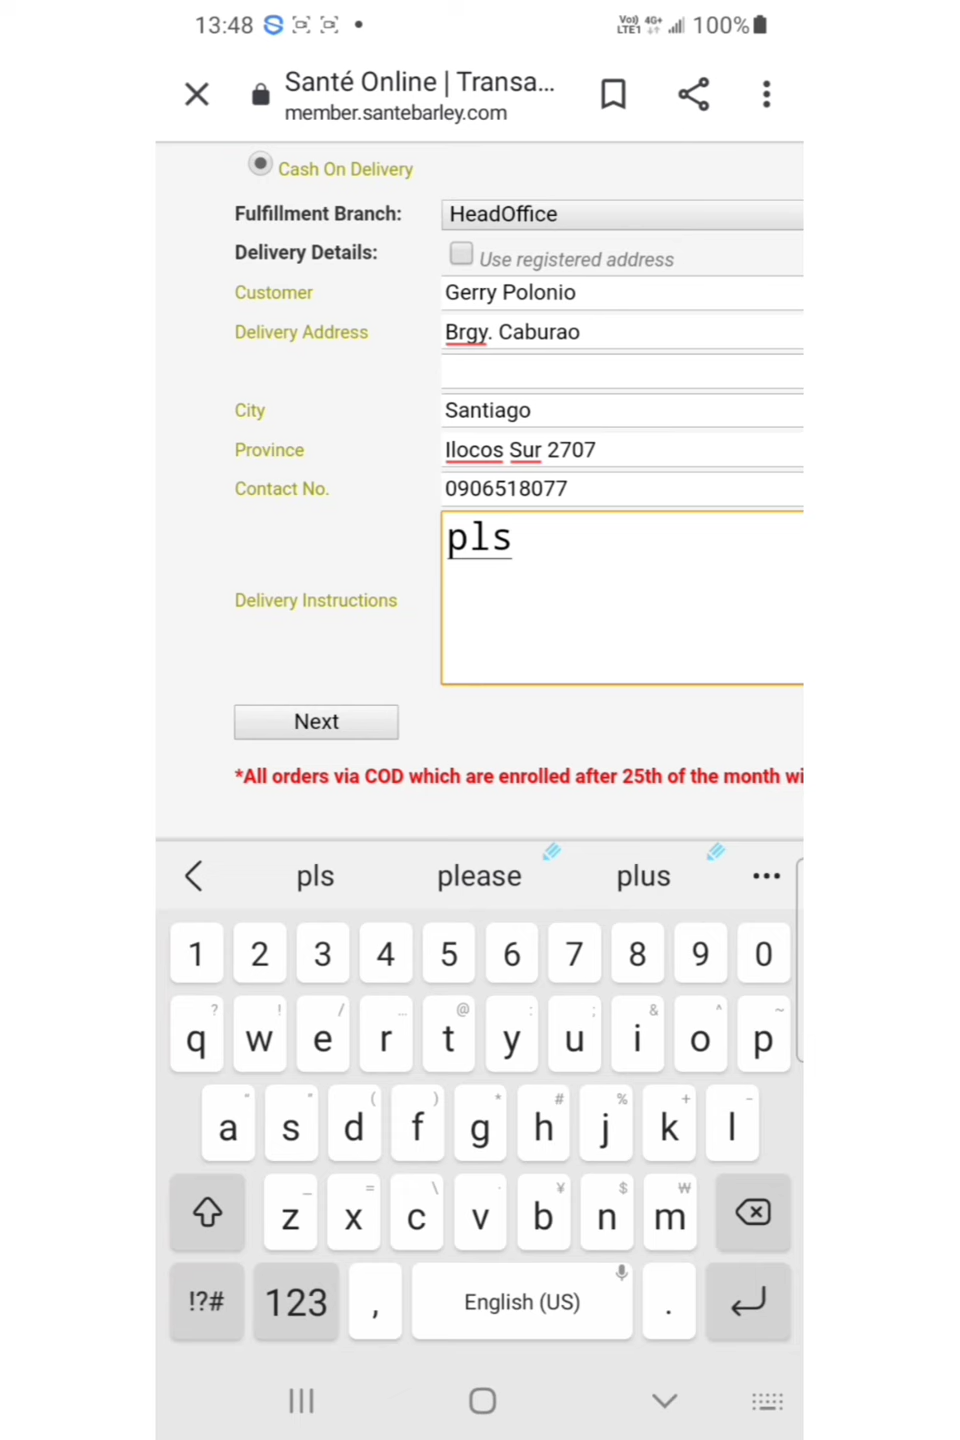 13:48 Vo)) LTE1 4G+ 100%
Santé Online | Transa...
member.santebarley.com
Cash On Delivery
Fulfillment Branch: HeadOffice
Delivery Details: Use registered address
Customer Gerry Polonio
Delivery Address Brgy. Caburao
City Santiago
Province Ilocos Sur 2707
Contact No. 0906518077
pls
Delivery Instructions
Next
*All orders via COD which are enrolled after 25th of the month wi
pls please plus ...
1 2 3 4 5 6 7 8 9 0
? ! / ... @ : ; & ^ ~
q w e r t y u i o p
" " ( ) * # % + -
a s d f g h j k l
_ = \ · ¥ $ ₩
z x c v b n m
!?# 123 , English (US) .